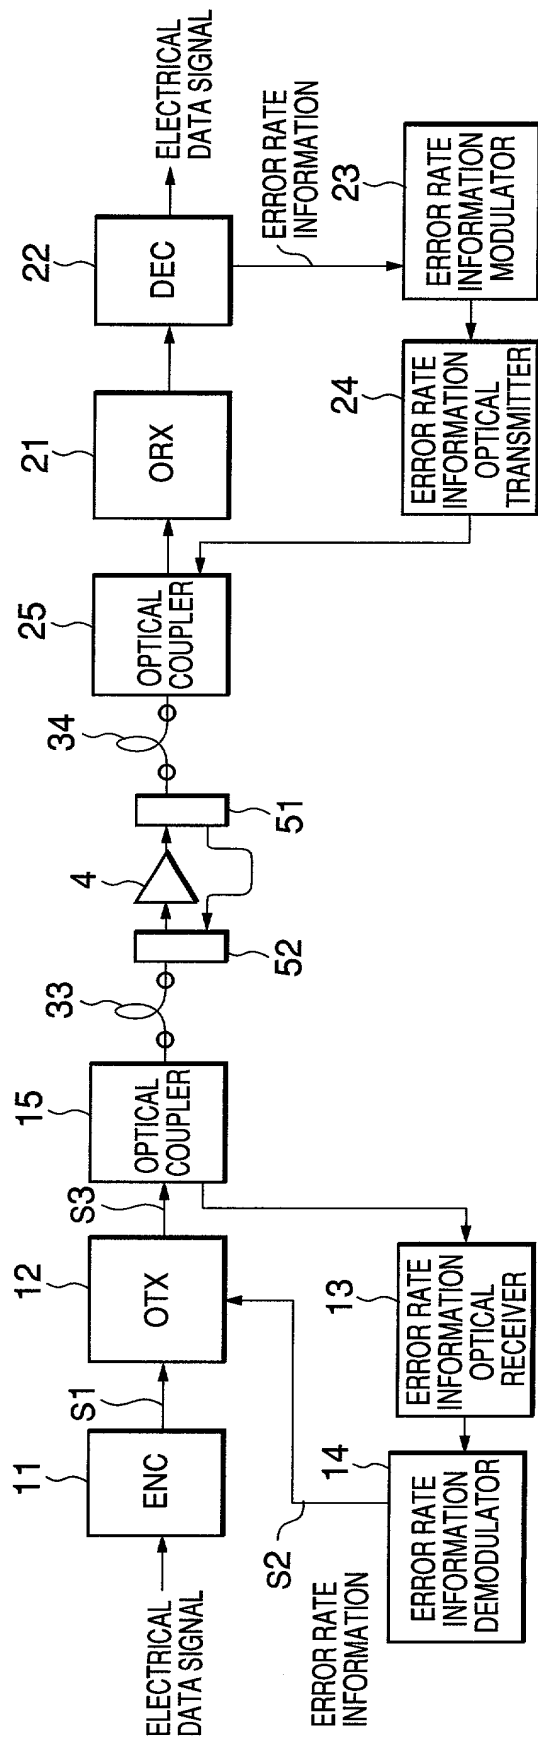 ELECTRICAL
DATA SIGNAL
11
ENC
S1
12
OTX
S3
15
OPTICAL
COUPLER
33
52
4
51
34
25
OPTICAL
COUPLER
21
ORX
22
DEC
ELECTRICAL
DATA SIGNAL
ERROR RATE
INFORMATION
S2
14
ERROR RATE
INFORMATION
DEMODULATOR
13
ERROR RATE
INFORMATION
OPTICAL
RECEIVER
24
ERROR RATE
INFORMATION
OPTICAL
TRANSMITTER
ERROR RATE
INFORMATION
23
ERROR RATE
INFORMATION
MODULATOR